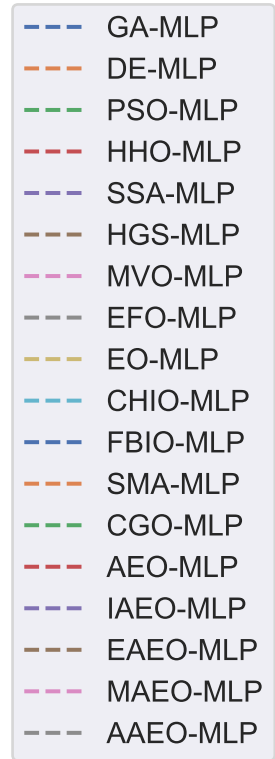 GA-MLP
DE-MLP
PSO-MLP
HHO-MLP
SSA-MLP
HGS-MLP
MVO-MLP
EFO-MLP
EO-MLP
CHIO-MLP
FBIO-MLP
SMA-MLP
CGO-MLP
AEO-MLP
IAEO-MLP
EAEO-MLP
MAEO-MLP
AAEO-MLP